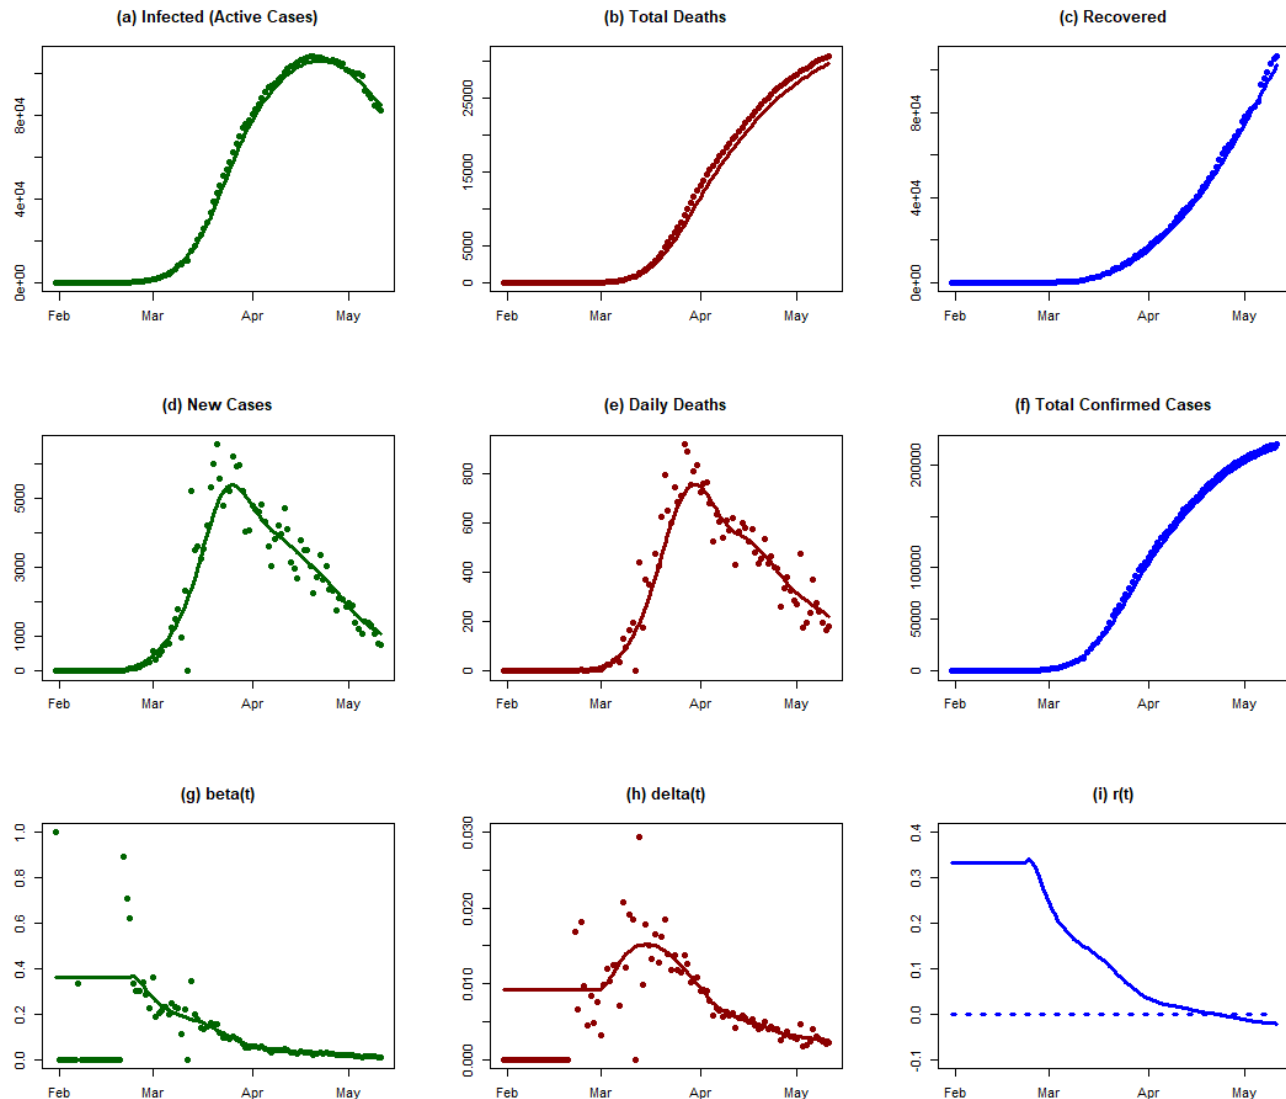 (a) Infected (Active Cases)
(b) Total Deaths
(c) Recovered
0e+00 4e+04 8e+04
Feb Mar Apr May
0 5000 15000 25000
Feb Mar Apr May
0e+00 4e+04 8e+04
Feb Mar Apr May
(d) New Cases
(e) Daily Deaths
(f) Total Confirmed Cases
0 1000 3000 5000
Feb Mar Apr May
0 200 400 600 800
Feb Mar Apr May
0 50000 100000 200000
Feb Mar Apr May
(g) beta(t)
(h) delta(t)
(i) r(t)
0.0 0.2 0.4 0.6 0.8 1.0
Feb Mar Apr May
0.000 0.010 0.020 0.030
Feb Mar Apr May
-0.1 0.0 0.1 0.2 0.3 0.4
Feb Mar Apr May